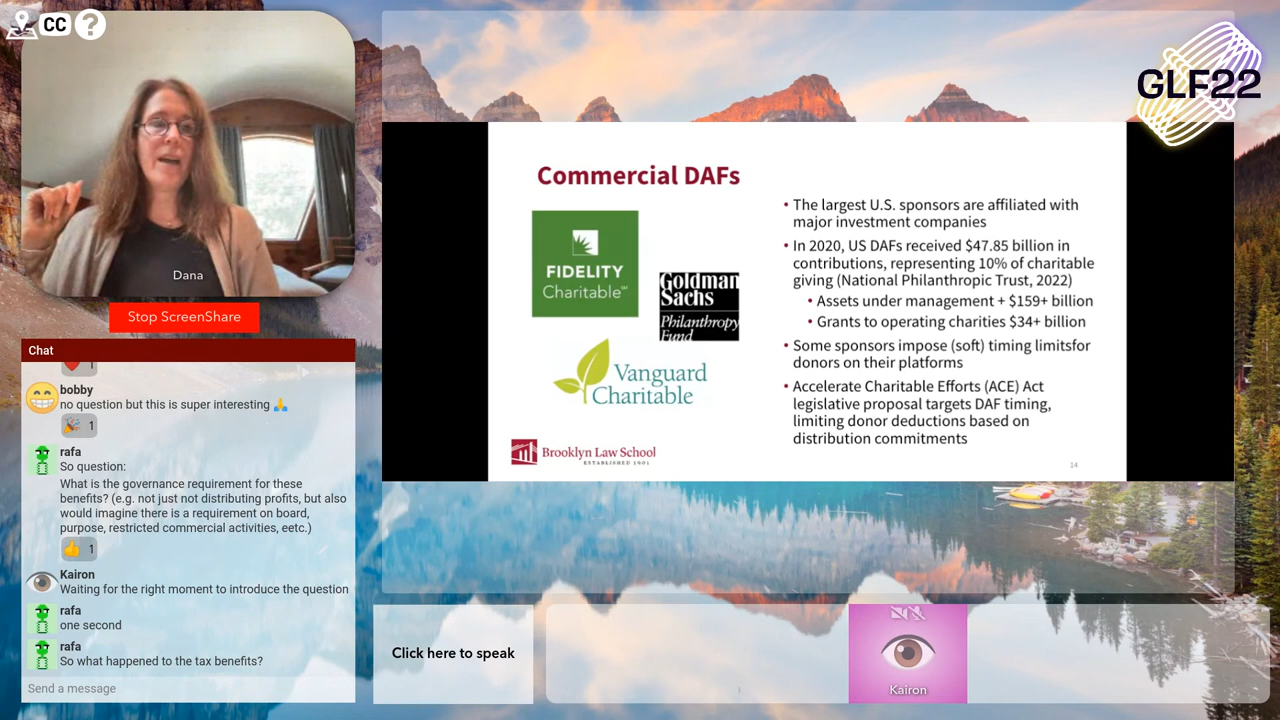 CC ?
GLF22
Dana
Stop ScreenShare
Chat
1
bobby
no question but this is super interesting 🙏
🎉 1
rafa
So question:
What is the governance requirement for these
benefits? (e.g. not just not distributing profits, but also
would imagine there is a requirement on board,
purpose, restricted commercial activities, eetc.)
👍 1
Kairon
Waiting for the right moment to introduce the question
rafa
one second
rafa
So what happened to the tax benefits?
Send a message
Commercial DAFs
FIDELITY
Charitable℠
Goldman
Sachs
Philanthropy
Fund
Vanguard
Charitable
Brooklyn Law School
ESTABLISHED 1901
• The largest U.S. sponsors are affiliated with
major investment companies
• In 2020, US DAFs received $47.85 billion in
contributions, representing 10% of charitable
giving (National Philanthropic Trust, 2022)
• Assets under management + $159+ billion
• Grants to operating charities $34+ billion
• Some sponsors impose (soft) timing limitsfor
donors on their platforms
• Accelerate Charitable Efforts (ACE) Act
legislative proposal targets DAF timing,
limiting donor deductions based on
distribution commitments
14
Click here to speak
Kairon